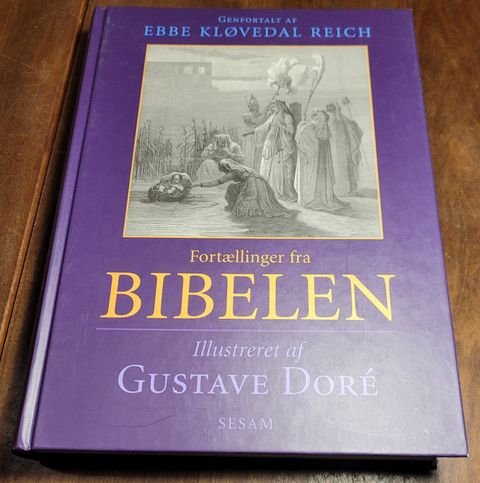 GENFORTALT AF
EBBE KLØVEDAL REICH
Fortællinger fra
BIBELEN
Illustreret af
GUSTAVE DORÉ
SESAM